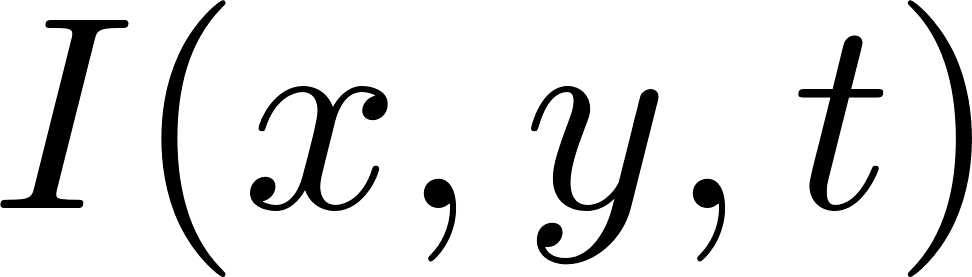 I(x, y, t)